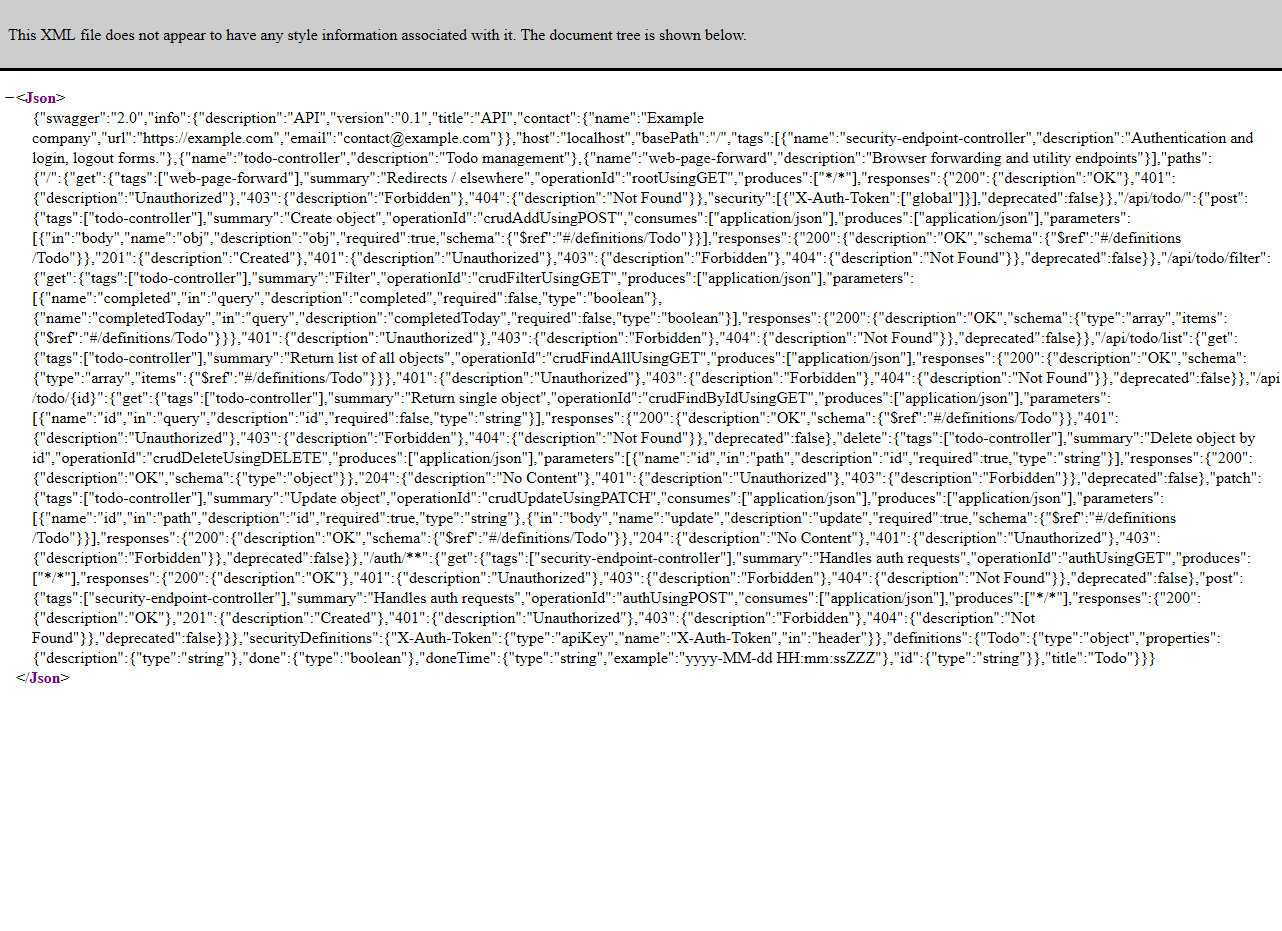 This XML file does not appear to have any style information associated with it. The document tree is shown below.
−<Json>
{"swagger":"2.0","info":{"description":"API","version":"0.1","title":"API","contact":{"name":"Example
company","url":"https://example.com","email":"contact@example.com"}},"host":"localhost","basePath":"/","tags":[{"name":"security-endpoint-controller","description":"Authentication and
login, logout forms."},{"name":"todo-controller","description":"Todo management"},{"name":"web-page-forward","description":"Browser forwarding and utility endpoints"}],"paths":
{"/":{"get":{"tags":["web-page-forward"],"summary":"Redirects / elsewhere","operationId":"rootUsingGET","produces":["*/*"],"responses":{"200":{"description":"OK"},"401":
{"description":"Unauthorized"},"403":{"description":"Forbidden"},"404":{"description":"Not Found"}},"security":[{"X-Auth-Token":["global"]}],"deprecated":false}},"/api/todo/":{"post":
{"tags":["todo-controller"],"summary":"Create object","operationId":"crudAddUsingPOST","consumes":["application/json"],"produces":["application/json"],"parameters":
[{"in":"body","name":"obj","description":"obj","required":true,"schema":{"$ref":"#/definitions/Todo"}}],"responses":{"200":{"description":"OK","schema":{"$ref":"#/definitions
/Todo"}},"201":{"description":"Created"},"401":{"description":"Unauthorized"},"403":{"description":"Forbidden"},"404":{"description":"Not Found"}},"deprecated":false}},"/api/todo/filter":
{"get":{"tags":["todo-controller"],"summary":"Filter","operationId":"crudFilterUsingGET","produces":["application/json"],"parameters":
[{"name":"completed","in":"query","description":"completed","required":false,"type":"boolean"},
{"name":"completedToday","in":"query","description":"completedToday","required":false,"type":"boolean"}],"responses":{"200":{"description":"OK","schema":{"type":"array","items":
{"$ref":"#/definitions/Todo"}}},"401":{"description":"Unauthorized"},"403":{"description":"Forbidden"},"404":{"description":"Not Found"}},"deprecated":false}},"/api/todo/list":{"get":
{"tags":["todo-controller"],"summary":"Return list of all objects","operationId":"crudFindAllUsingGET","produces":["application/json"],"responses":{"200":{"description":"OK","schema":
{"type":"array","items":{"$ref":"#/definitions/Todo"}}},"401":{"description":"Unauthorized"},"403":{"description":"Forbidden"},"404":{"description":"Not Found"}},"deprecated":false}},"/api
/todo/{id}":{"get":{"tags":["todo-controller"],"summary":"Return single object","operationId":"crudFindByIdUsingGET","produces":["application/json"],"parameters":
[{"name":"id","in":"query","description":"id","required":false,"type":"string"}],"responses":{"200":{"description":"OK","schema":{"$ref":"#/definitions/Todo"}},"401":
{"description":"Unauthorized"},"403":{"description":"Forbidden"},"404":{"description":"Not Found"}},"deprecated":false},"delete":{"tags":["todo-controller"],"summary":"Delete object by
id","operationId":"crudDeleteUsingDELETE","produces":["application/json"],"parameters":[{"name":"id","in":"path","description":"id","required":true,"type":"string"}],"responses":{"200":
{"description":"OK","schema":{"type":"object"}},"204":{"description":"No Content"},"401":{"description":"Unauthorized"},"403":{"description":"Forbidden"}},"deprecated":false},"patch":
{"tags":["todo-controller"],"summary":"Update object","operationId":"crudUpdateUsingPATCH","consumes":["application/json"],"produces":["application/json"],"parameters":
[{"name":"id","in":"path","description":"id","required":true,"type":"string"},{"in":"body","name":"update","description":"update","required":true,"schema":{"$ref":"#/definitions
/Todo"}}],"responses":{"200":{"description":"OK","schema":{"$ref":"#/definitions/Todo"}},"204":{"description":"No Content"},"401":{"description":"Unauthorized"},"403":
{"description":"Forbidden"}},"deprecated":false}},"/auth/**":{"get":{"tags":["security-endpoint-controller"],"summary":"Handles auth requests","operationId":"authUsingGET","produces":
["*/*"],"responses":{"200":{"description":"OK"},"401":{"description":"Unauthorized"},"403":{"description":"Forbidden"},"404":{"description":"Not Found"}},"deprecated":false},"post":
{"tags":["security-endpoint-controller"],"summary":"Handles auth requests","operationId":"authUsingPOST","consumes":["application/json"],"produces":["*/*"],"responses":{"200":
{"description":"OK"},"201":{"description":"Created"},"401":{"description":"Unauthorized"},"403":{"description":"Forbidden"},"404":{"description":"Not
Found"}},"deprecated":false}}},"securityDefinitions":{"X-Auth-Token":{"type":"apiKey","name":"X-Auth-Token","in":"header"}},"definitions":{"Todo":{"type":"object","properties":
{"description":{"type":"string"},"done":{"type":"boolean"},"doneTime":{"type":"string","example":"yyyy-MM-dd HH:mm:ssZZZ"},"id":{"type":"string"}},"title":"Todo"}}}
</Json>